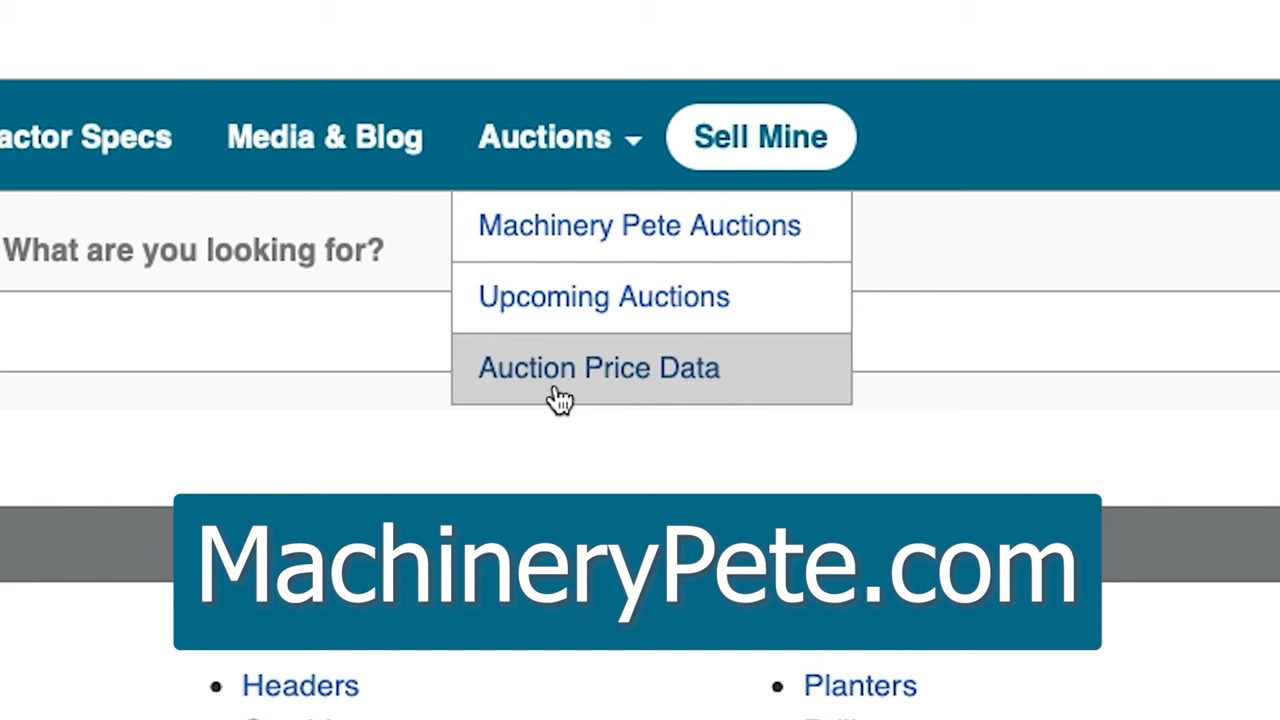 actor Specs Media & Blog Auctions Sell Mine
Machinery Pete Auctions
What are you looking for?
Upcoming Auctions
Auction Price Data
MachineryPete.com
Headers Planters